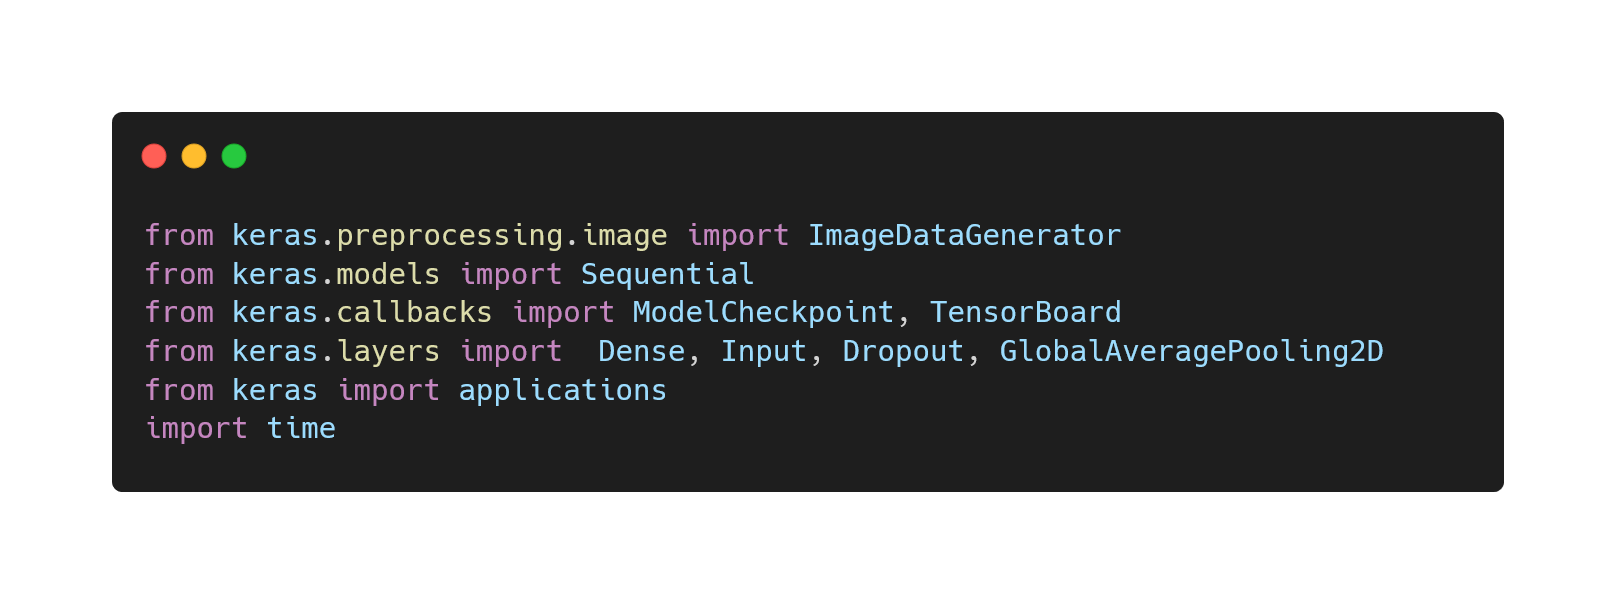 from keras.preprocessing.image import ImageDataGenerator
from keras.models import Sequential
from keras.callbacks import ModelCheckpoint, TensorBoard
from keras.layers import  Dense, Input, Dropout, GlobalAveragePooling2D
from keras import applications
import time